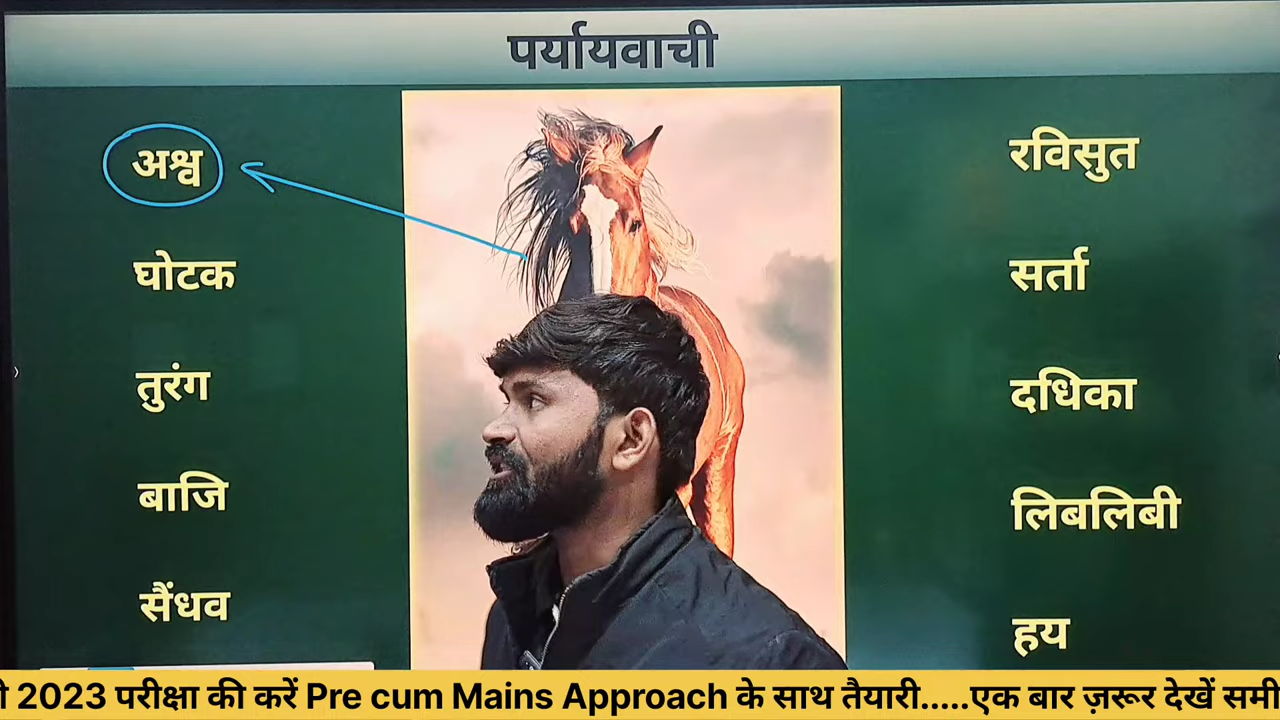 पर्यायवाची
अश्व
घोटक
तुरंग
बाजि
सैंधव
रविसुत
सर्ता
दधिका
लिबलिबी
हय
2023 परीक्षा की करें Pre cum Mains Approach के साथ तैयारी.....एक बार ज़रूर देखें